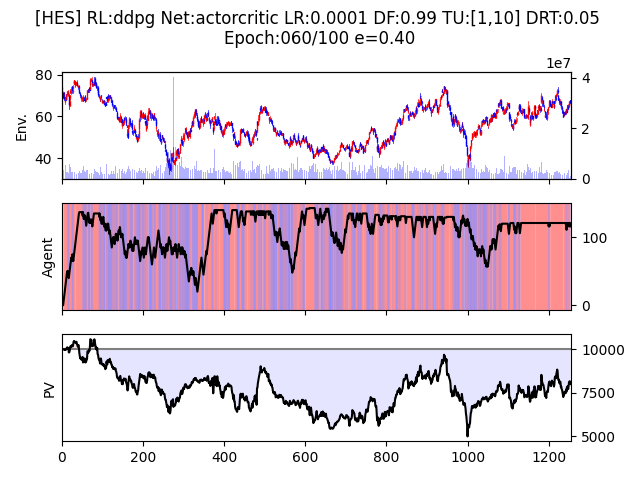 [HES] RL:ddpg Net:actorcritic LR:0.0001 DF:0.99 TU:[1,10] DRT:0.05
Epoch:060/100 e=0.40
1e7
80
60
40
Env.
4
2
0
Agent
100
0
PV
10000
7500
5000
0 200 400 600 800 1000 1200